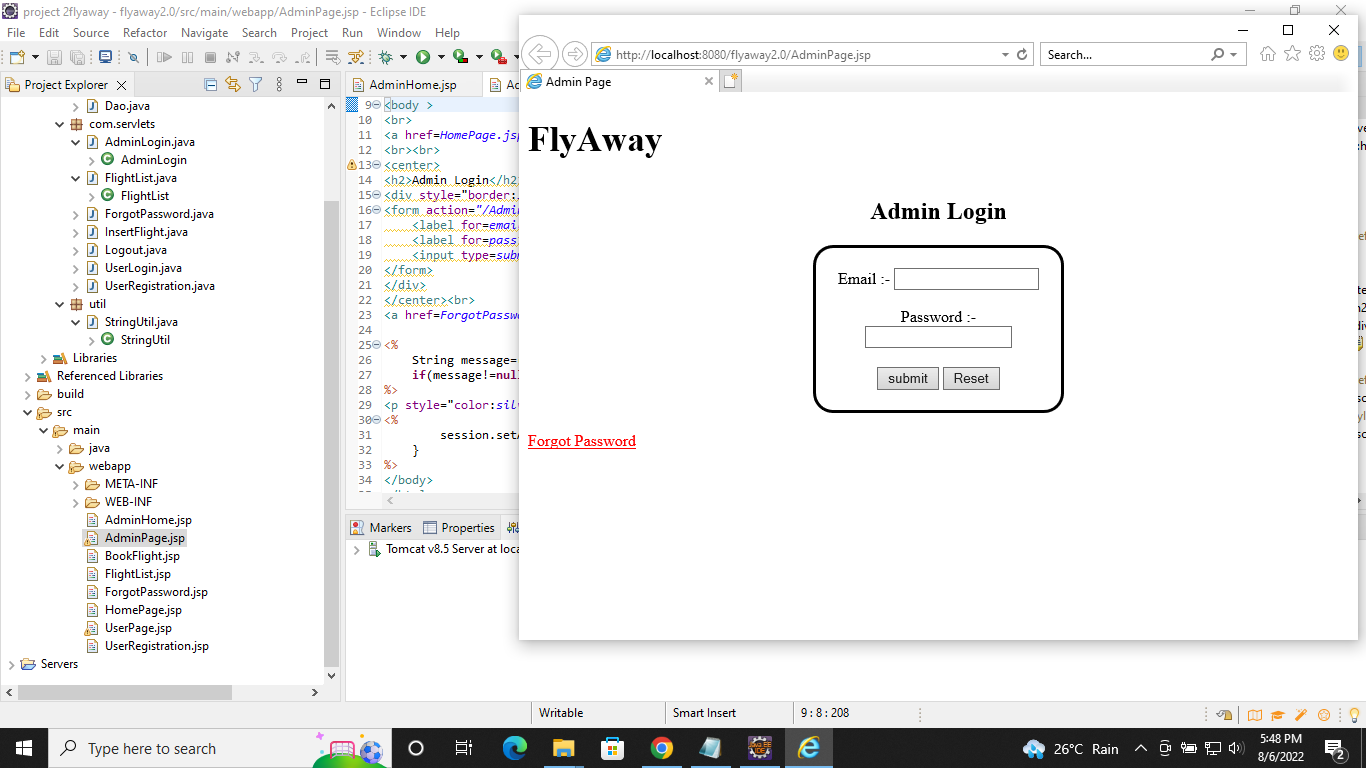 project 2flyaway - flyaway2.0/src/main/webapp/AdminPage.jsp - Eclipse IDE
File Edit Source Refactor Navigate Search Project Run Window Help
Project Explorer
Dao.java
com.servlets
AdminLogin.java
AdminLogin
FlightList.java
FlightList
ForgotPassword.java
InsertFlight.java
Logout.java
UserLogin.java
UserRegistration.java
util
StringUtil.java
StringUtil
Libraries
Referenced Libraries
build
src
main
java
webapp
META-INF
WEB-INF
AdminHome.jsp
AdminPage.jsp
BookFlight.jsp
FlightList.jsp
ForgotPassword.jsp
HomePage.jsp
UserPage.jsp
UserRegistration.jsp
Servers
AdminHome.jsp
9 <body >
10 <br>
11 <a href=HomePage.jsp
12 <br><br>
13 <center>
14 <h2>Admin Login</h2
15 <div style="border:
16 <form action="/Admi
17 <label for=emai
18 <label for=pass
19 <input type=sub
20 </form>
21 </div>
22 </center><br>
23 <a href=ForgotPassw
24
25 <%
26 String message=
27 if(message!=null
28 %>
29 <p style="color:sil
30 <%
31 session.set
32 }
33 %>
34 </body>
Markers Properties
Tomcat v8.5 Server at loca
http://localhost:8080/flyaway2.0/AdminPage.jsp
Search...
Admin Page
FlyAway
Admin Login
Email :-
Password :-
submit Reset
Forgot Password
Writable Smart Insert 9 : 8 : 208
Type here to search
26°C Rain
5:48 PM
8/6/2022
2